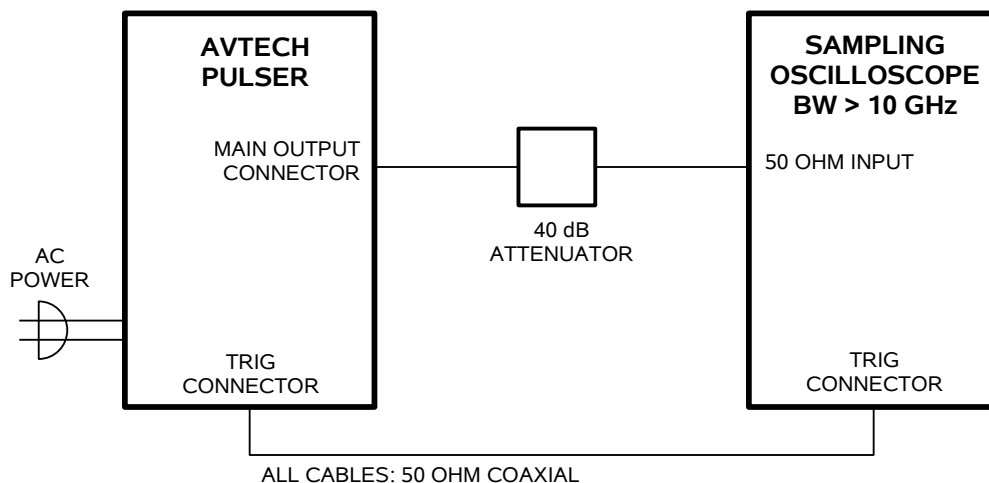 AVTECH
PULSER
MAIN OUTPUT
CONNECTOR
AC
POWER
TRIG
CONNECTOR
40 dB
ATTENUATOR
SAMPLING
OSCILLOSCOPE
BW > 10 GHz
50 OHM INPUT
TRIG
CONNECTOR
ALL CABLES: 50 OHM COAXIAL